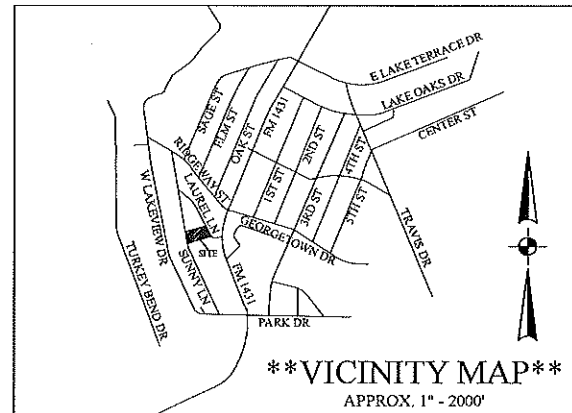 E LAKE TERRACE DR
LAKE OAKS DR
CENTER ST
SAGE ST
ELM ST
OAK ST
FM 1431
RIDGEWAY ST
LAUREL LN
1ST ST
2ND ST
3RD ST
4TH ST
5TH ST
GEORGETOWN DR
TRAVIS DR
W LAKEVIEW DR
TURKEY BEND DR
SITE
SUNNY LN
FM 1431
PARK DR
**VICINITY MAP**
APPROX. 1" - 2000'